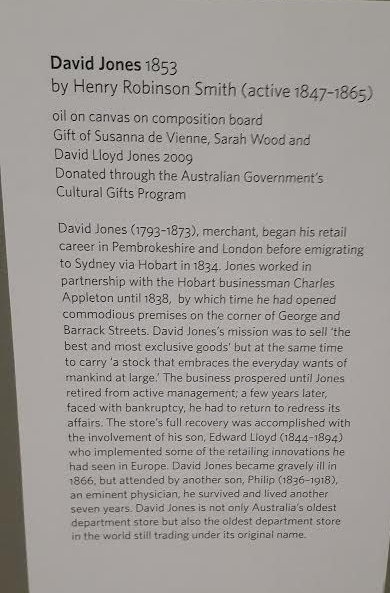 David Jones 1853
by Henry Robinson Smith (active 1847–1865)
oil on canvas on composition board
Gift of Susanna de Vienne, Sarah Wood and
David Lloyd Jones 2009
Donated through the Australian Government's
Cultural Gifts Program
David Jones (1793–1873), merchant, began his retail
career in Pembrokeshire and London before emigrating
to Sydney via Hobart in 1834. Jones worked in
partnership with the Hobart businessman Charles
Appleton until 1838, by which time he had opened
commodious premises on the corner of George and
Barrack Streets. David Jones's mission was to sell 'the
best and most exclusive goods' but at the same time
to carry 'a stock that embraces the everyday wants of
mankind at large.' The business prospered until Jones
retired from active management; a few years later,
faced with bankruptcy, he had to return to redress its
affairs. The store's full recovery was accomplished with
the involvement of his son, Edward Lloyd (1844–1894)
who implemented some of the retailing innovations he
had seen in Europe. David Jones became gravely ill in
1866, but attended by another son, Philip (1836–1918),
an eminent physician, he survived and lived another
seven years. David Jones is not only Australia's oldest
department store but also the oldest department store
in the world still trading under its original name.